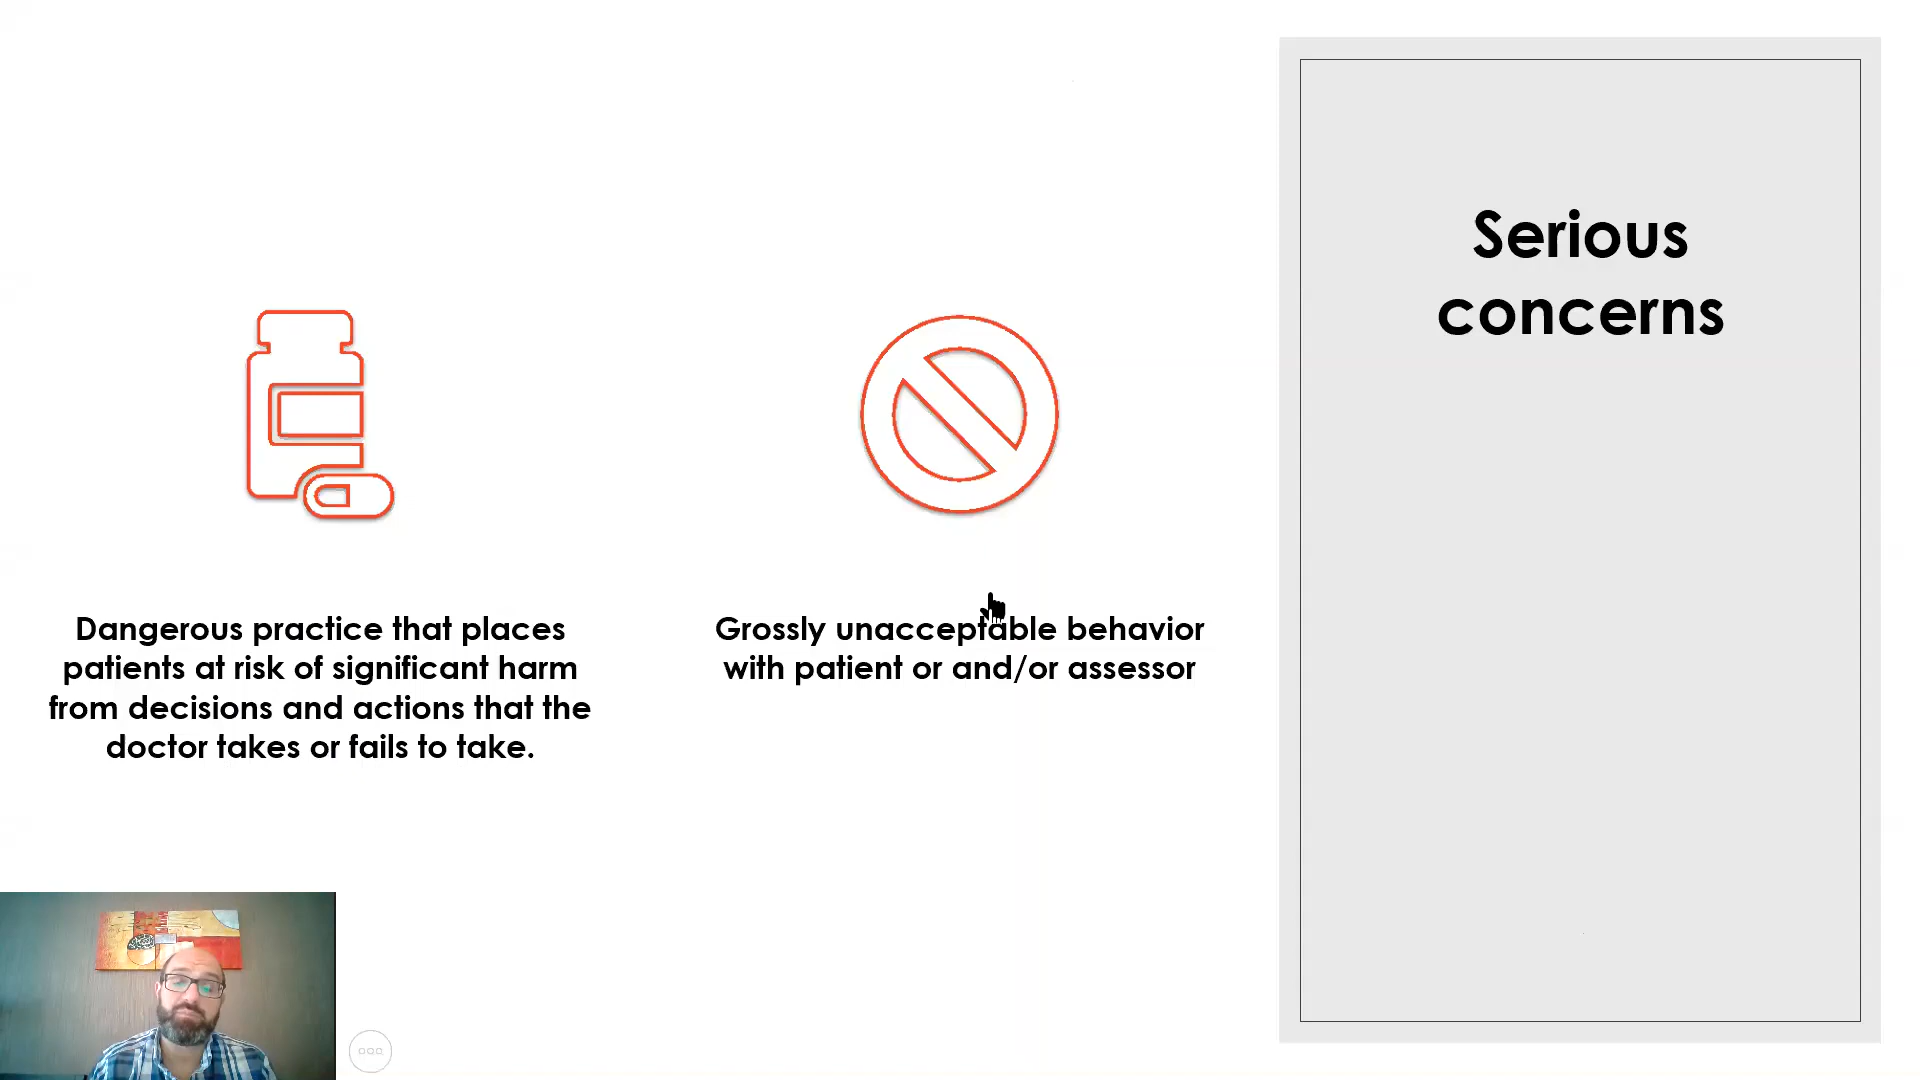 Serious
concerns
Dangerous practice that places
patients at risk of significant harm
from decisions and actions that the
doctor takes or fails to take.
Grossly unacceptable behavior
with patient or and/or assessor